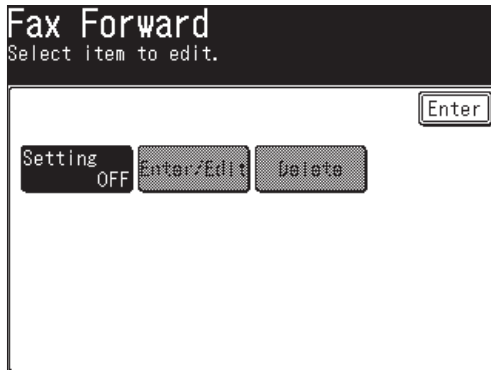 Fax Forward
Select item to edit.
Enter
Setting
OFF
Enter/Edit
Delete